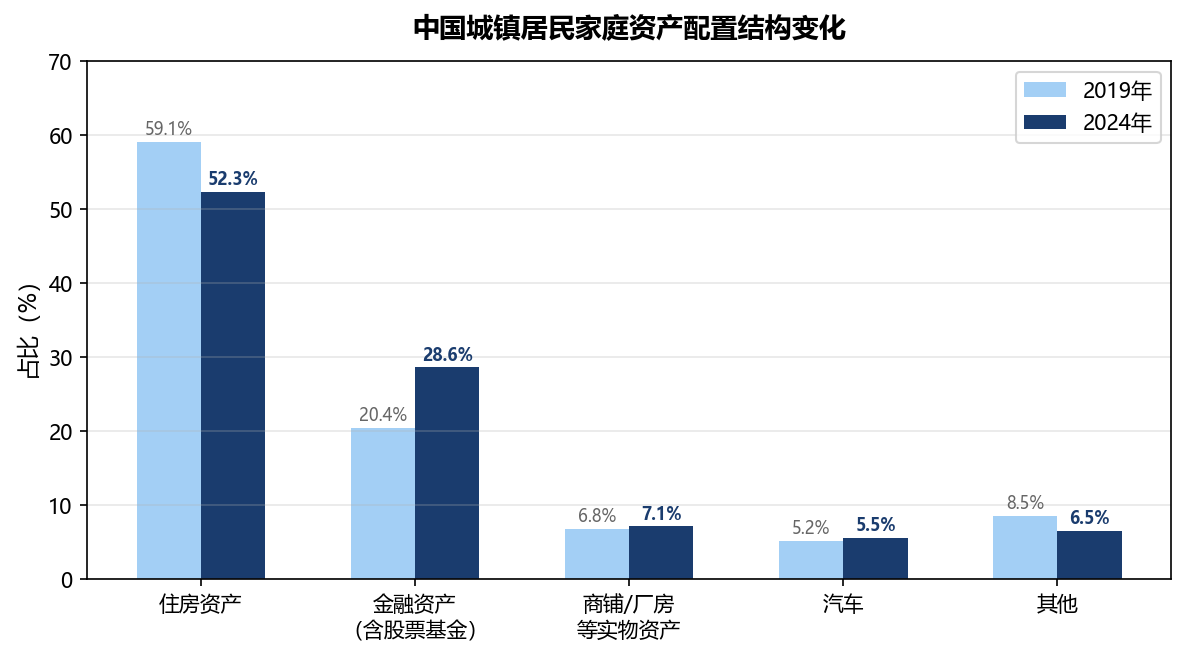 中国城镇居民家庭资产配置结构变化
占比（%）
70
60
50
40
30
20
10
0
2019年
2024年
59.1%
52.3%
20.4%
28.6%
6.8%
7.1%
5.2%
5.5%
8.5%
6.5%
住房资产
金融资产
（含股票基金）
商铺/厂房
等实物资产
汽车
其他